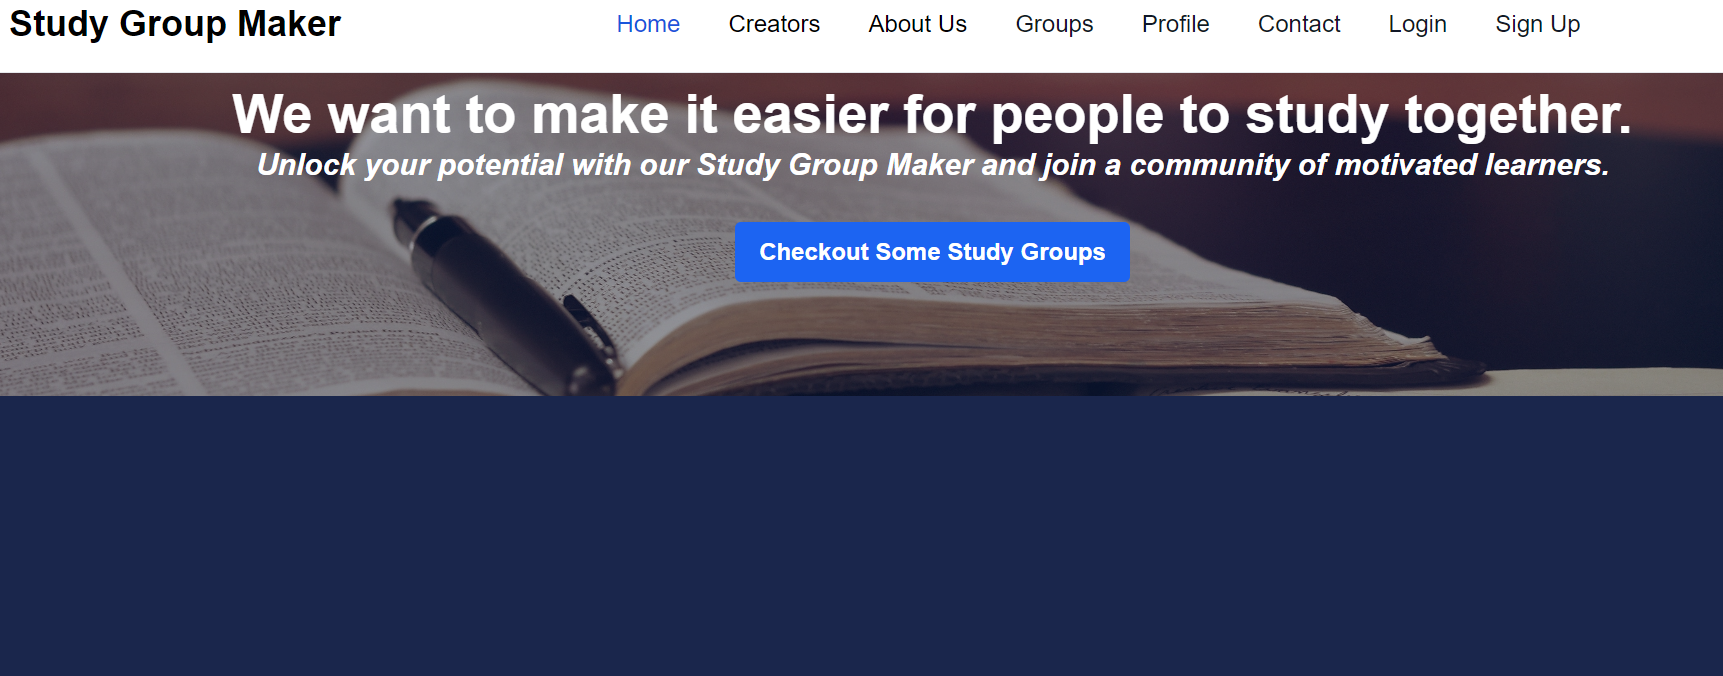 Study Group Maker
Home Creators About Us Groups Profile Contact Login Sign Up
We want to make it easier for people to study together.
Unlock your potential with our Study Group Maker and join a community of motivated learners.
Checkout Some Study Groups